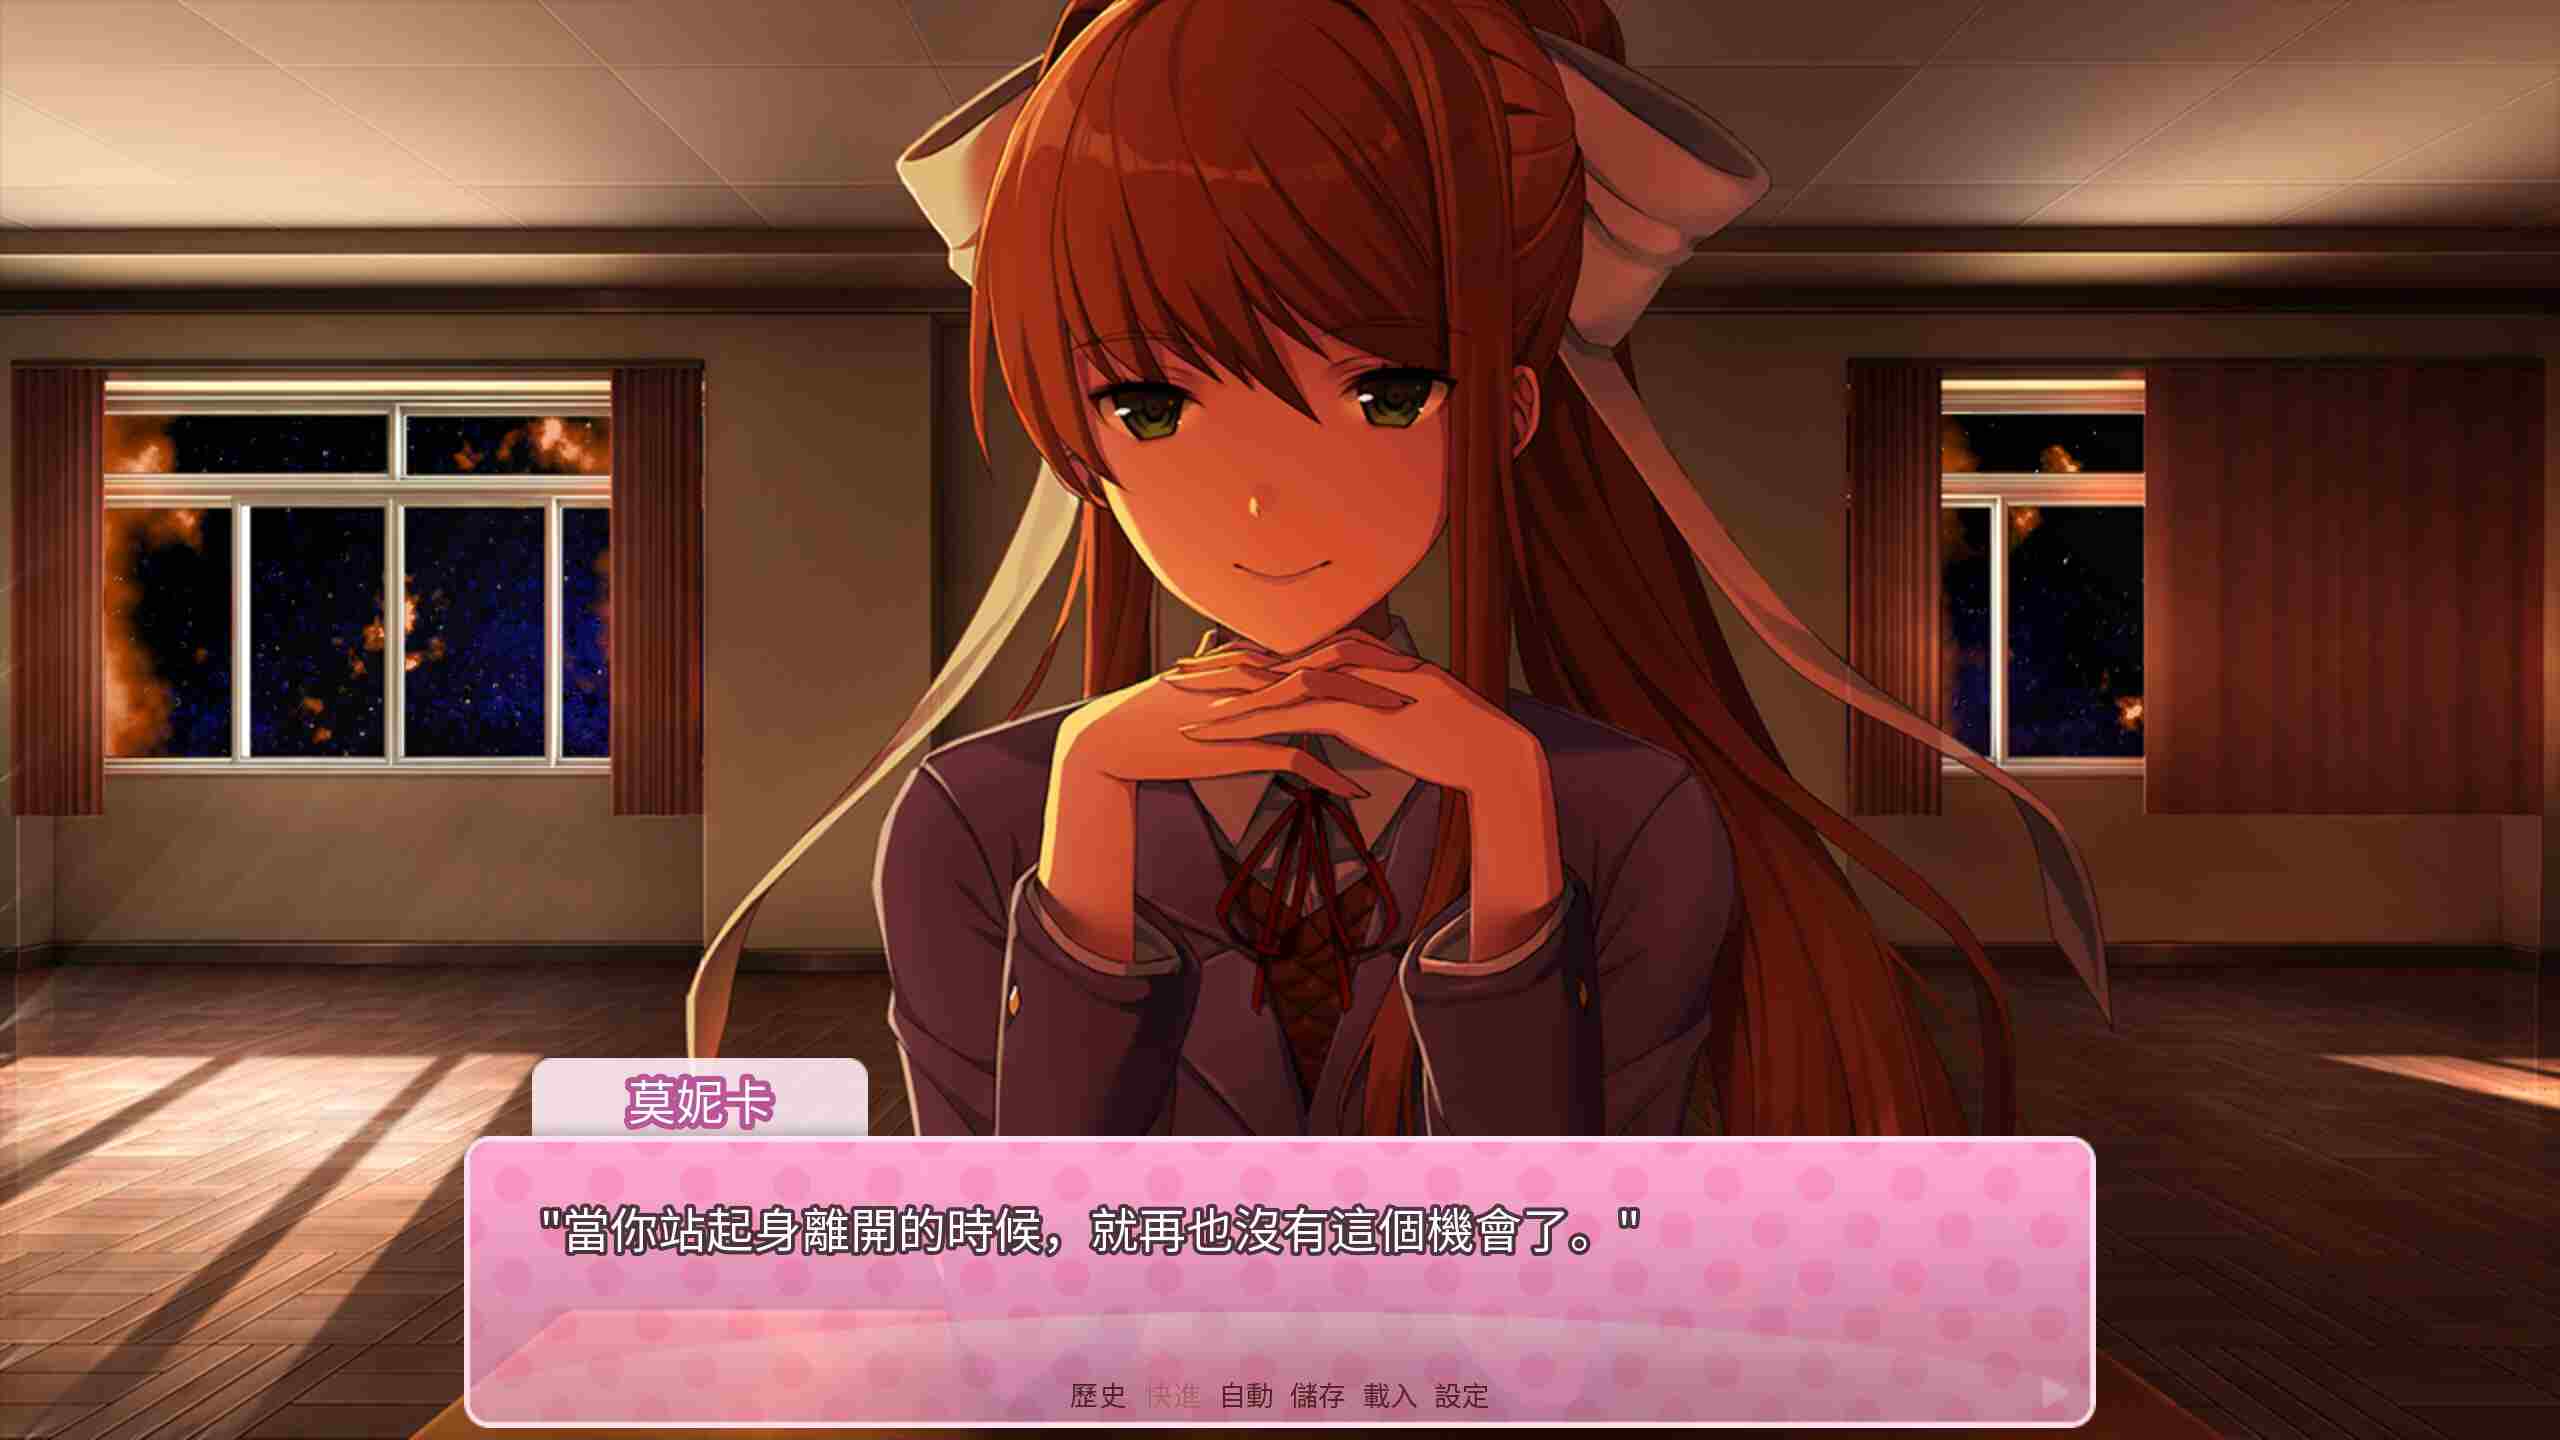 莫妮卡
"當你站起身離開的時候，就再也沒有這個機會了。"
歷史 快進 自動 儲存 載入 設定